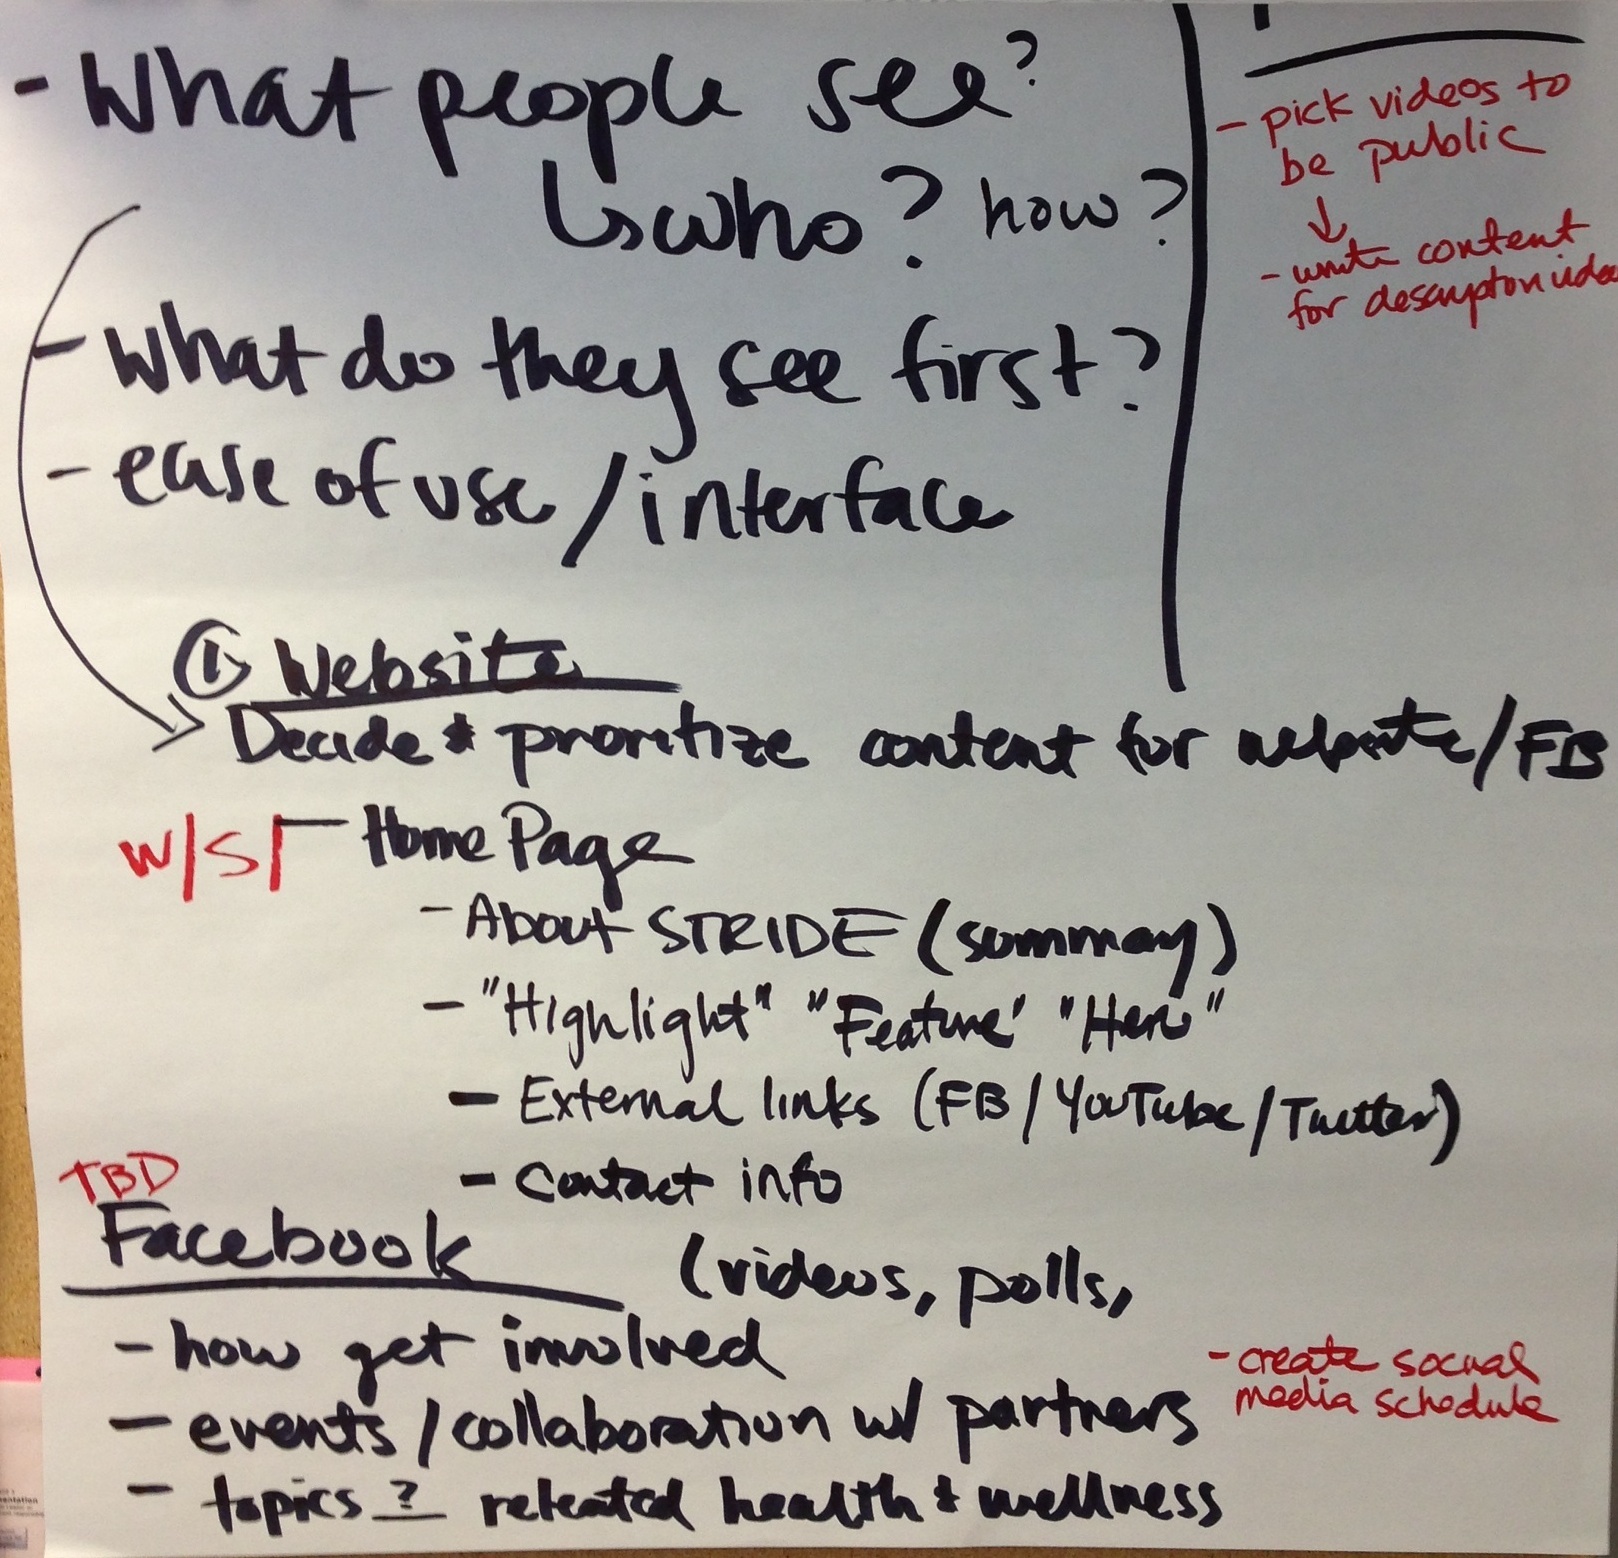 - What people see?
↳ who? how?
- what do they see first?
- ease of use / interface
- pick videos to
be public
↓
- write content
for descripton video
① Website
Decide & prioritize content for website/FB
W/S/ - Home Page
- About STRIDE (summary)
- "Highlight" "Feature' "Hero"
- External links (FB/YouTube/Twitter)
- Contact info
TBD
Facebook (videos, polls,
- how get involved
- events / collaboration w/ partners
- create social
media schedule
- topics ? releated health & wellness